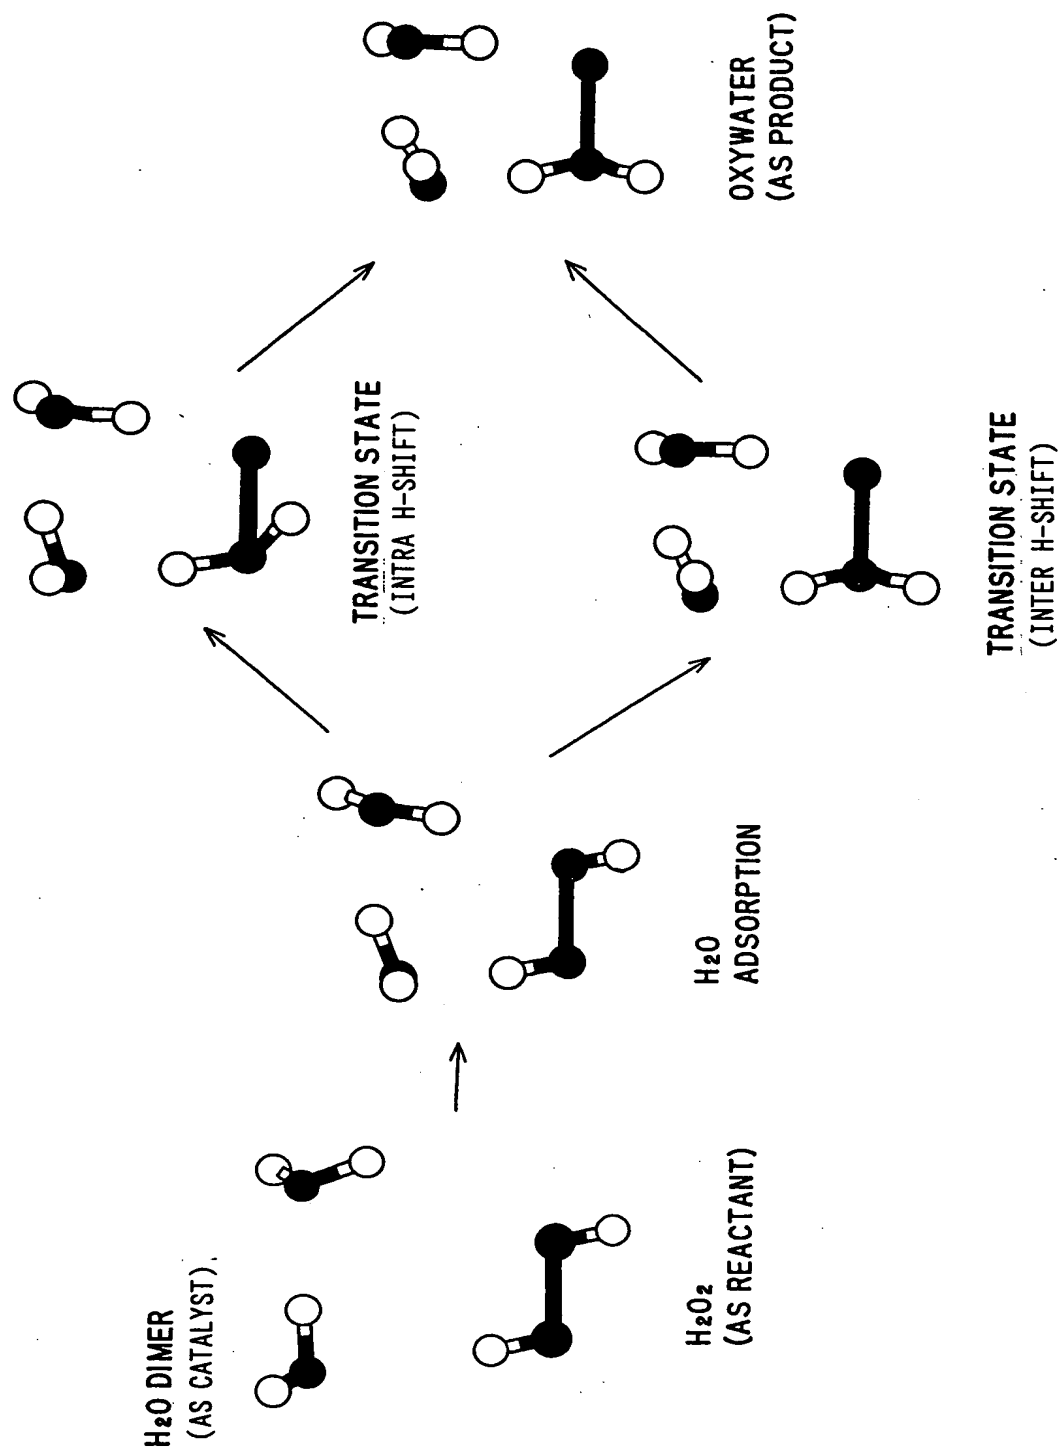 H₂O DIMER
(AS CATALYST)
H₂O₂
(AS REACTANT)
H₂O
ADSORPTION
TRANSITION STATE
(INTRA H-SHIFT)
TRANSITION STATE
(INTER H-SHIFT)
OXYWATER
(AS PRODUCT)